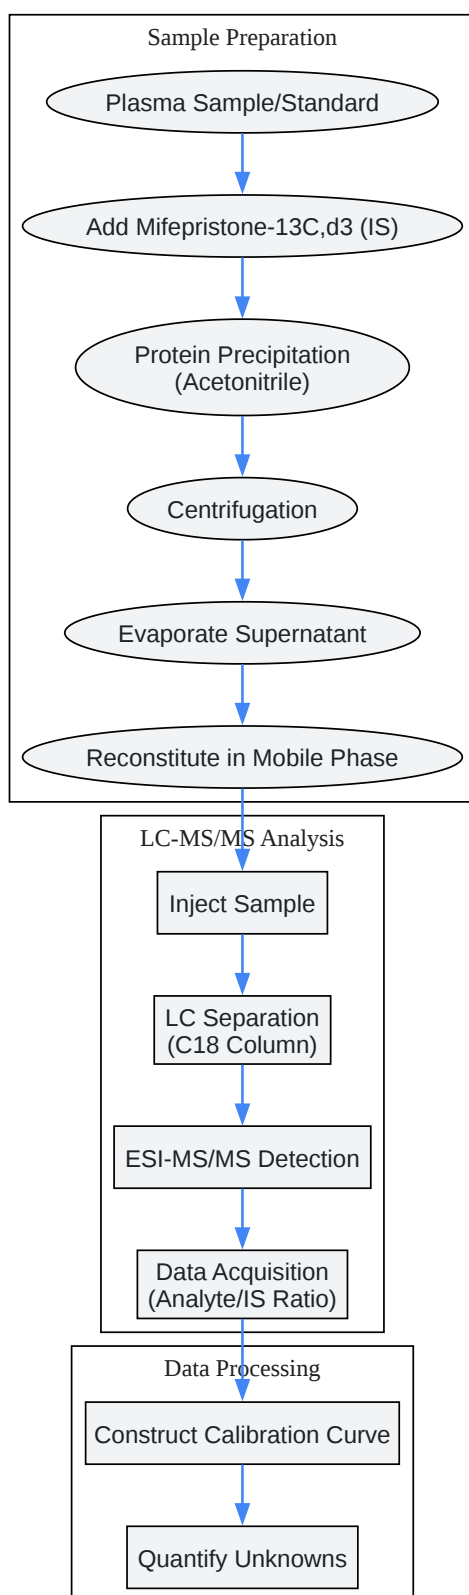 Sample Preparation
Plasma Sample/Standard
Add Mifepristone-13C,d3 (IS)
Protein Precipitation
(Acetonitrile)
Centrifugation
Evaporate Supernatant
Reconstitute in Mobile Phase
LC-MS/MS Analysis
Inject Sample
LC Separation
(C18 Column)
ESI-MS/MS Detection
Data Acquisition
(Analyte/IS Ratio)
Data Processing
Construct Calibration Curve
Quantify Unknowns